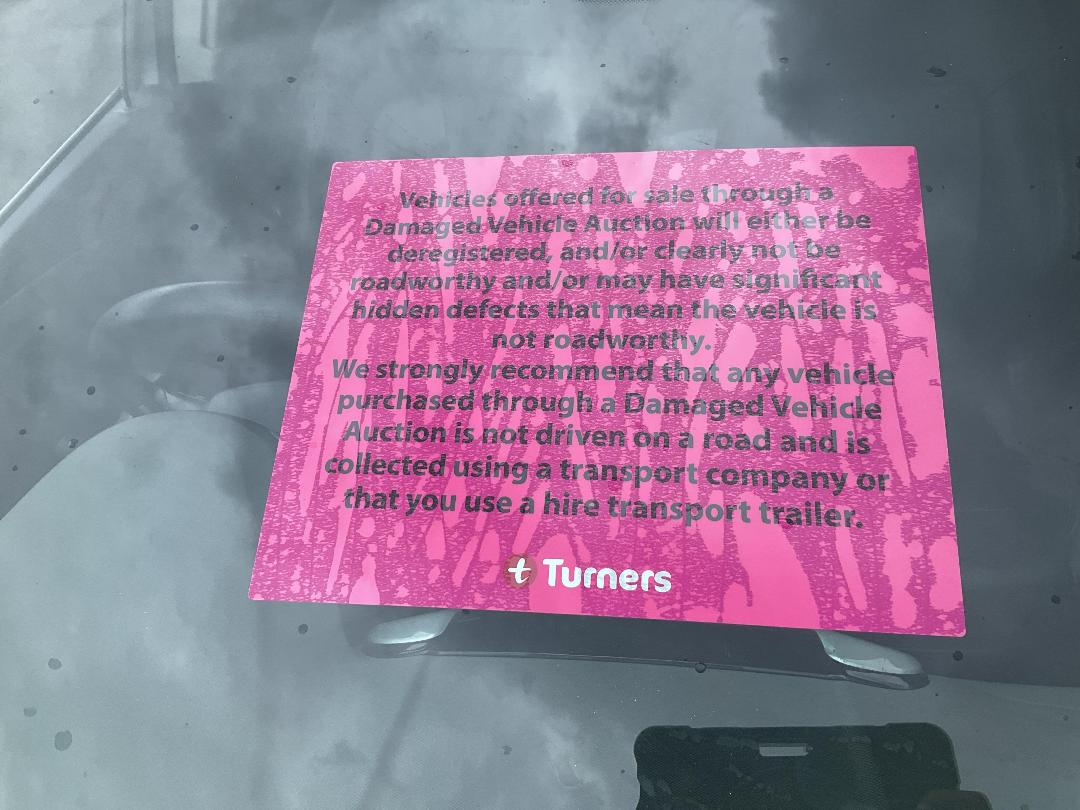 Vehicles offered for sale through a
Damaged Vehicle Auction will either be
deregistered, and/or clearly not be
roadworthy and/or may have significant
hidden defects that mean the vehicle is
not roadworthy.
We strongly recommend that any vehicle
purchased through a Damaged Vehicle
Auction is not driven on a road and is
collected using a transport company or
that you use a hire transport trailer.
t Turners